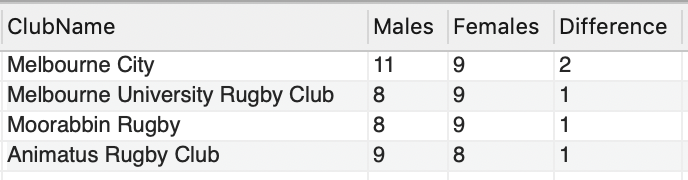 ClubName Males Females Difference
Melbourne City 11 9 2
Melbourne University Rugby Club 8 9 1
Moorabbin Rugby 8 9 1
Animatus Rugby Club 9 8 1